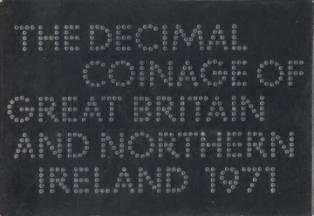 THE DECIMAL
COINAGE OF
GREAT BRITAIN
AND NORTHERN
IRELAND 1971